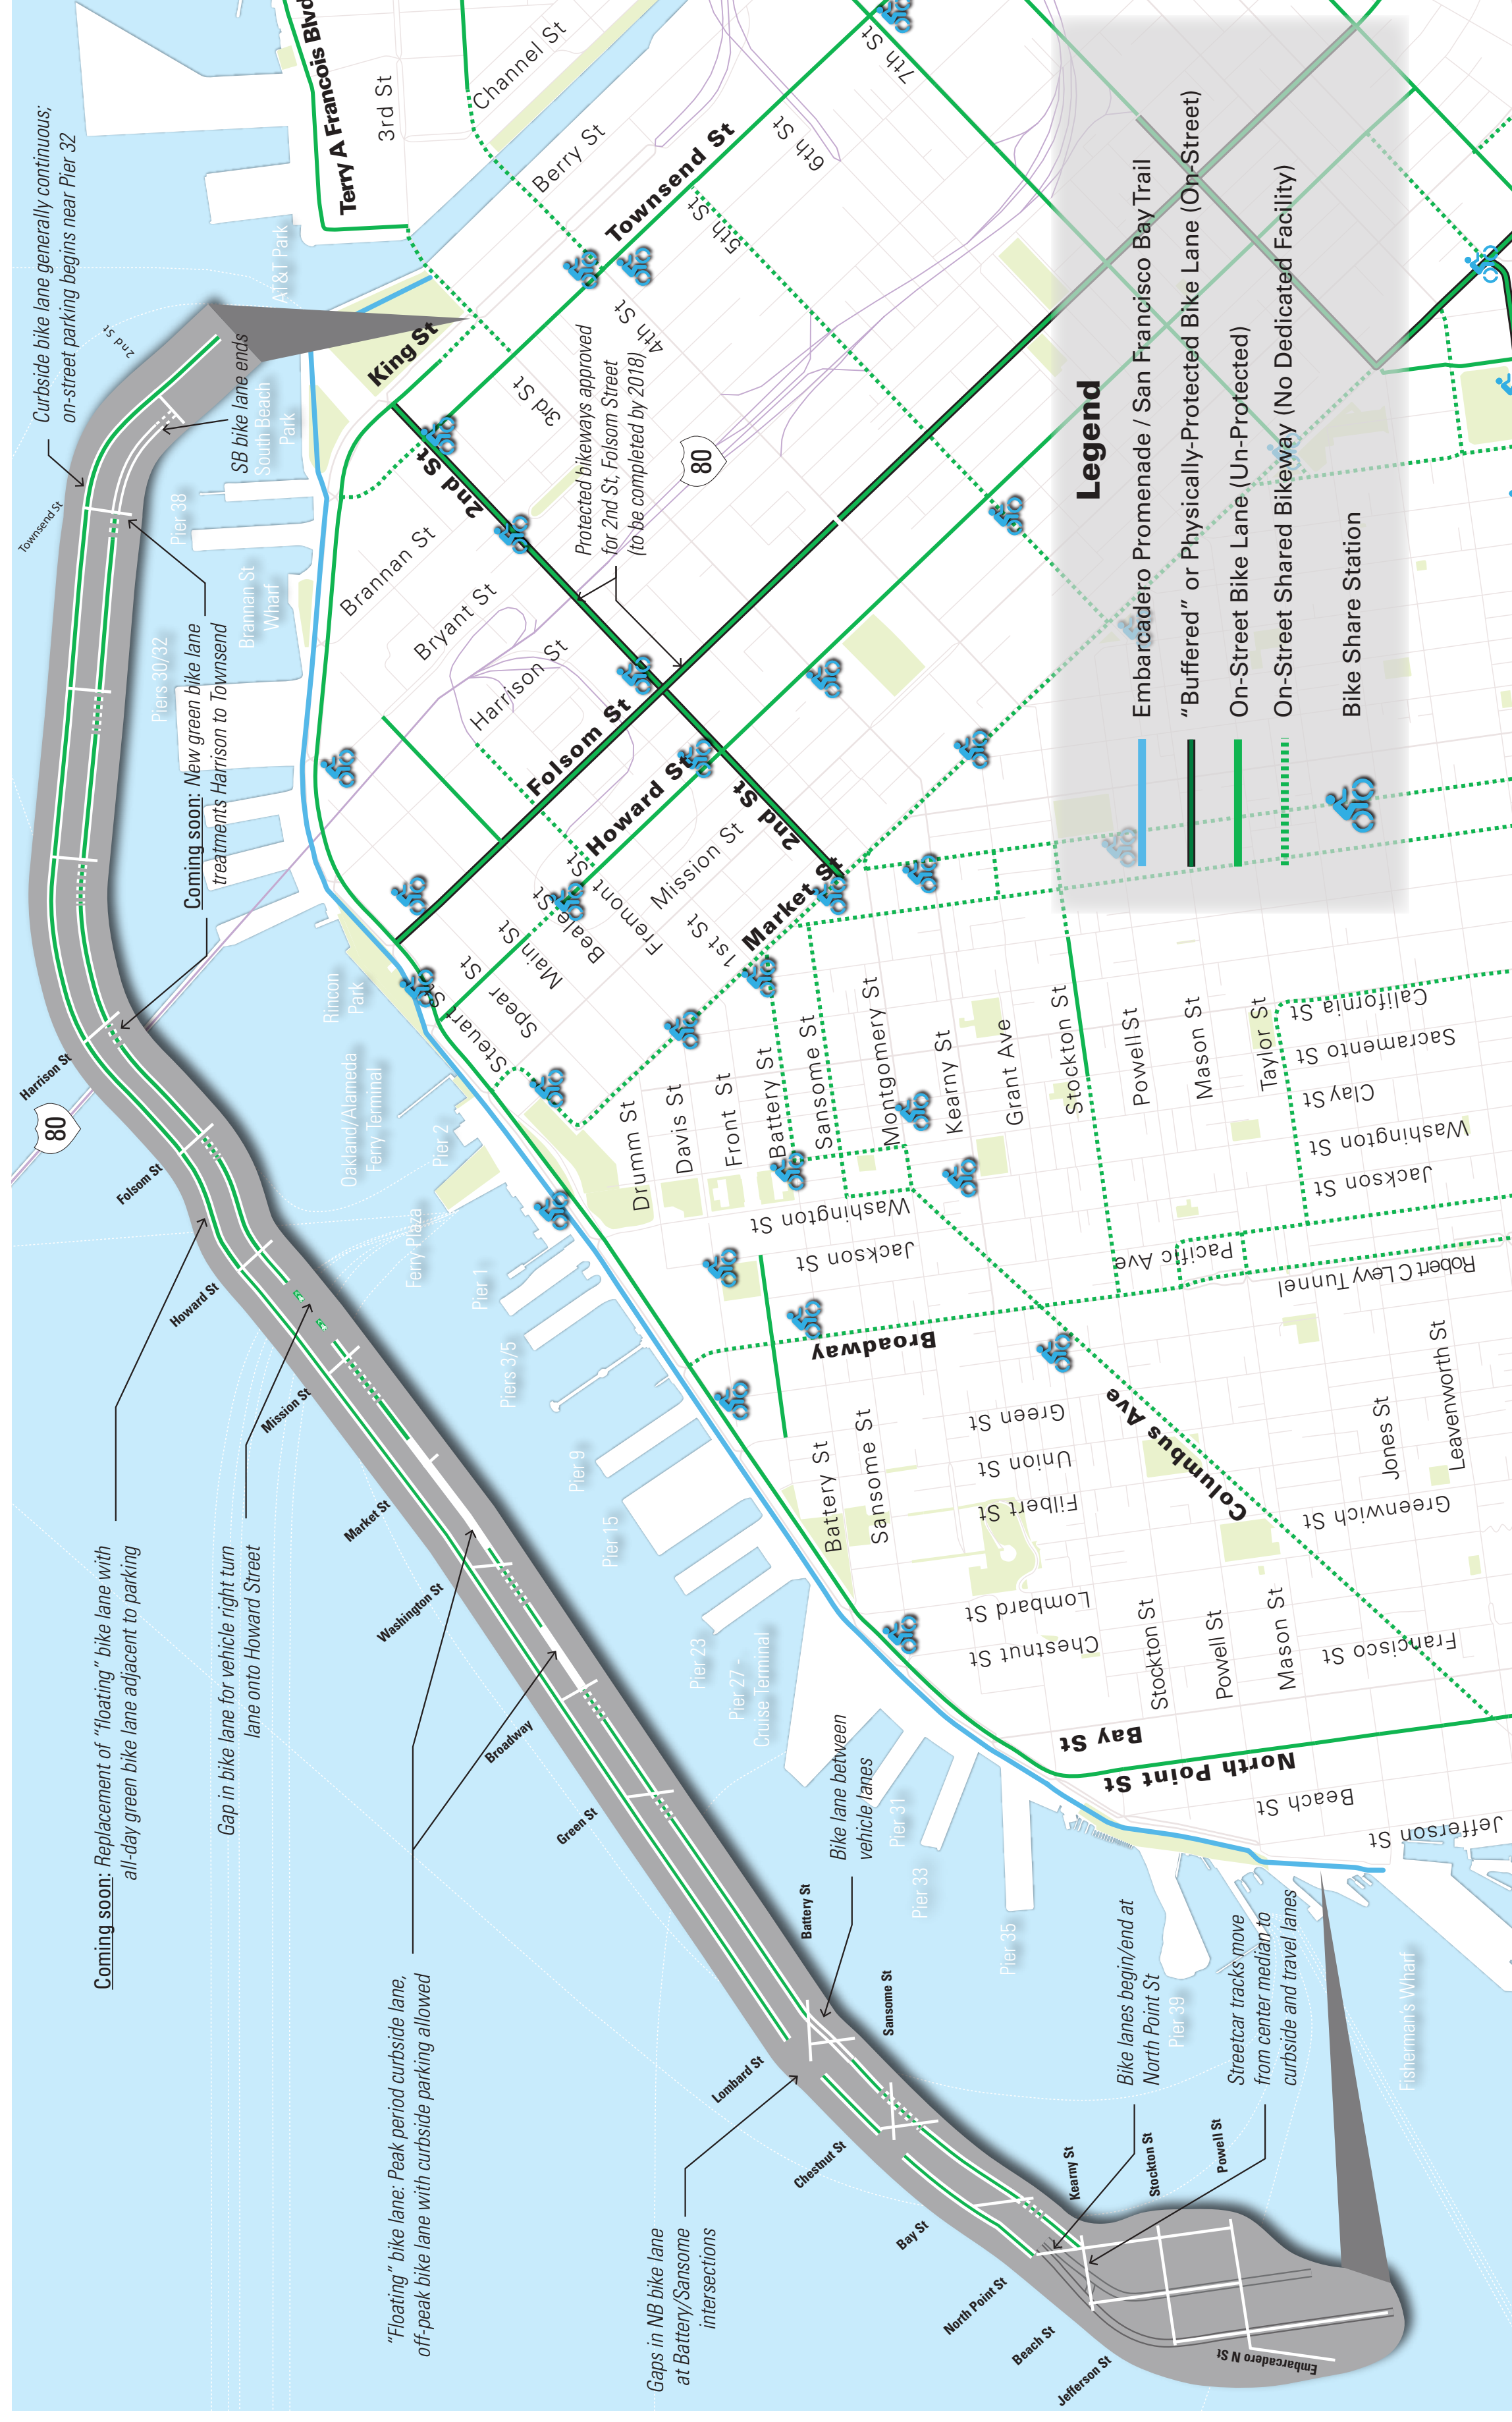 Coming soon: Replacement of “floating” bike lane with
all-day green bike lane adjacent to parking
Gap in bike lane for vehicle right turn
lane onto Howard Street
“Floating” bike lane: Peak period curbside lane,
off-peak bike lane with curbside parking allowed
Gaps in NB bike lane
at Battery/Sansome
intersections
Coming soon: New green bike lane
treatments Harrison to Townsend
Curbside bike lane generally continuous;
on-street parking begins near Pier 32
SB bike lane ends
Bike lane between
vehicle lanes
Bike lanes begin/end at
North Point St
Streetcar tracks move
from center median to
curbside and travel lanes
Protected bikeways approved
for 2nd St, Folsom Street
(to be completed by 2018)
Jefferson St
Beach St
North Point St
Bay St
Chestnut St
Lombard St
Green St
Broadway
Washington St
Market St
Mission St
Howard St
Folsom St
Harrison St
Townsend St
2nd St
Embarcadero N St
Powell St
Stockton St
Kearny St
Sansome St
Battery St
80
Fisherman's Wharf
Pier 39
Pier 35
Pier 33
Pier 31
Pier 27 -
Cruise Terminal
Pier 23
Pier 15
Pier 9
Piers 3/5
Pier 1
Ferry Plaza
Pier 2
Oakland/Alameda
Ferry Terminal
Rincon
Park
Piers 30/32
Brannan St
Wharf
Pier 38
South Beach
Park
AT&T Park
Terry A Francois Blvd
3rd St
Channel St
Berry St
King St
Townsend St
7th St
6th St
5th St
4th St
3rd St
2nd St
Brannan St
Bryant St
Harrison St
80
Folsom St
Howard St
2nd St
Mission St
Market St
1st St
Fremont St
Beale St
Main St
Spear St
Steuart St
Drumm St
Davis St
Front St
Battery St
Sansome St
Montgomery St
Kearny St
Grant Ave
Stockton St
Powell St
Mason St
Taylor St
California St
Sacramento St
Clay St
Washington St
Jackson St
Washington St
Jackson St
Pacific Ave
Robert C Levy Tunnel
Broadway
Columbus Ave
Green St
Union St
Filbert St
Greenwich St
Lombard St
Chestnut St
Francisco St
Bay St
North Point St
Beach St
Jefferson St
Battery St
Sansome St
Stockton St
Powell St
Mason St
Jones St
Leavenworth St
Legend
Embarcadero Promenade / San Francisco Bay Trail
“Buffered” or Physically-Protected Bike Lane (On-Street)
On-Street Bike Lane (Un-Protected)
On-Street Shared Bikeway (No Dedicated Facility)
Bike Share Station